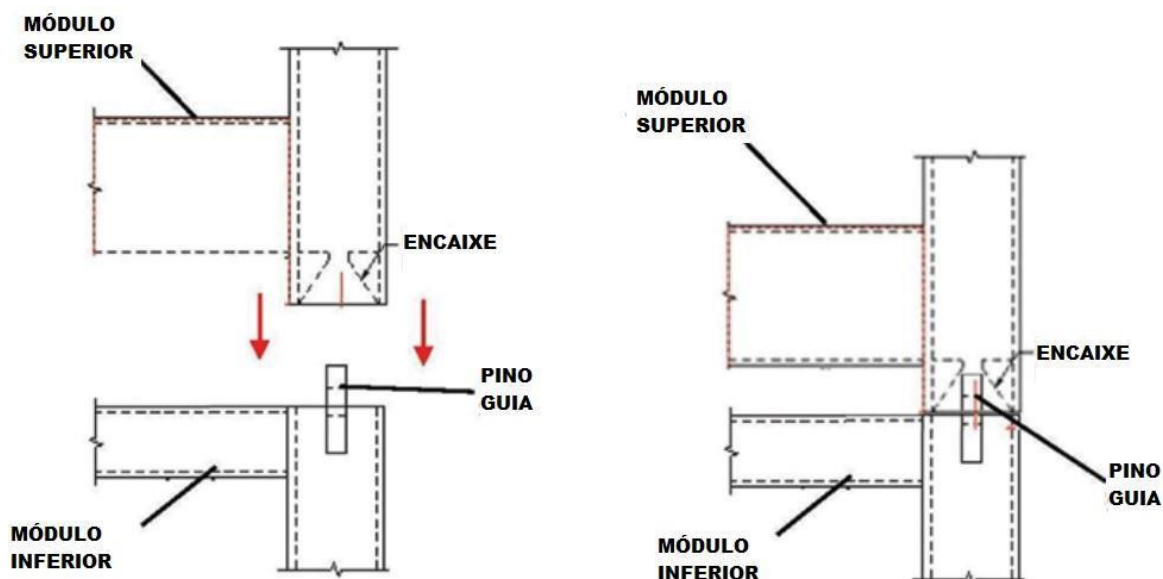 MÓDULO
SUPERIOR
ENCAIXE
PINO
GUIA
MÓDULO
INFERIOR
MÓDULO
SUPERIOR
ENCAIXE
PINO
GUIA
MÓDULO
INFERIOR